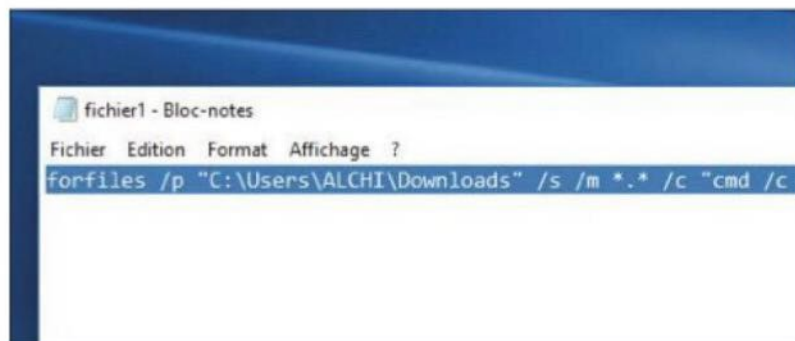 fichier1 - Bloc-notes
Fichier Edition Format Affichage ?
forfiles /p "C:\Users\ALCHI\Downloads" /s /m *.* /c "cmd /c